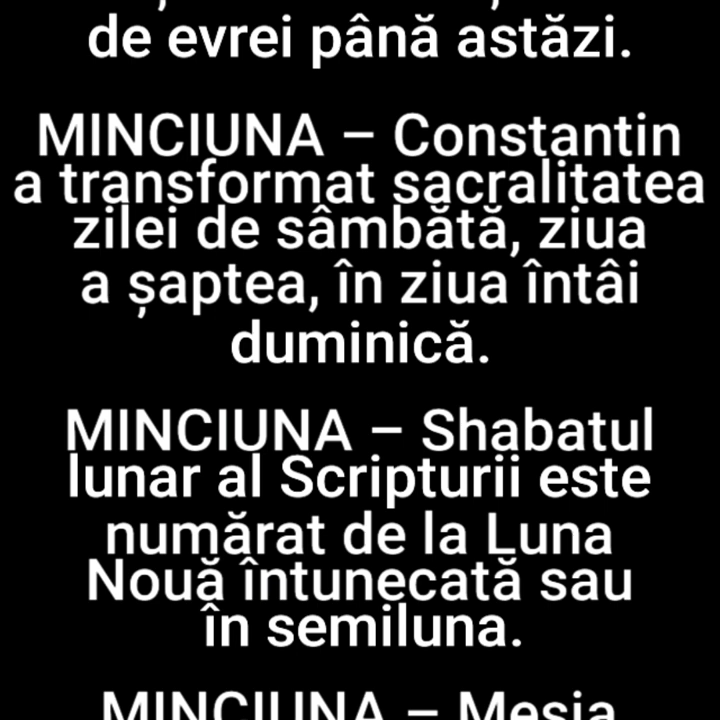 de evrei până astăzi.
MINCIUNA – Constantin
a transformat sacralitatea
zilei de sâmbătă, ziua
a șaptea, în ziua întâi
duminică.
MINCIUNA – Shabatul
lunar al Scripturii este
numărat de la Luna
Nouă întunecată sau
în semiluna.
MINCIUNA – Mesia